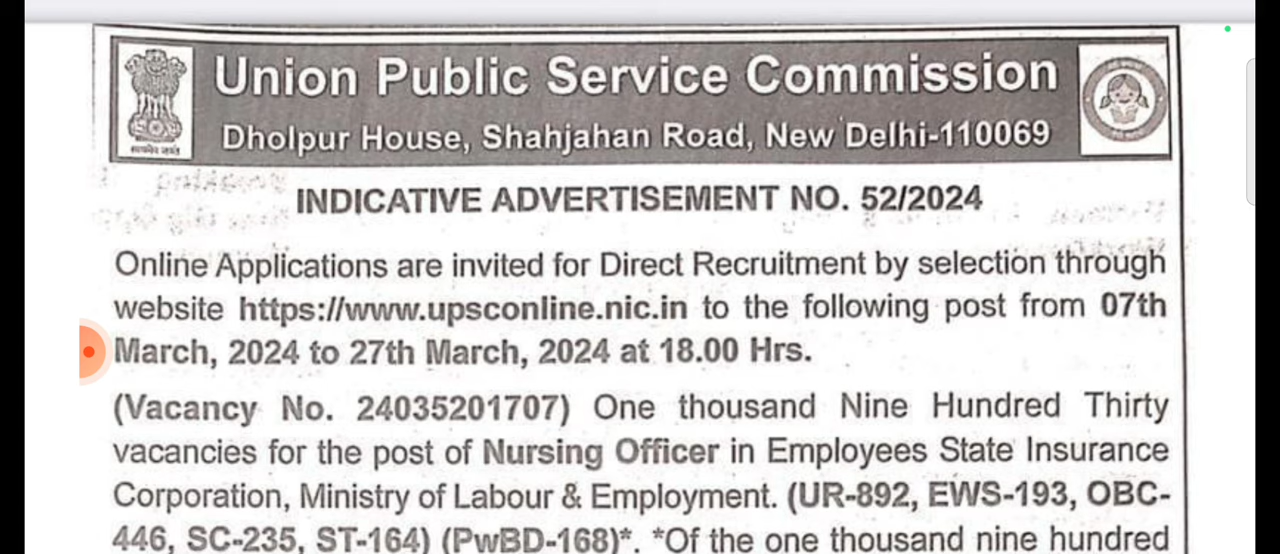 Union Public Service Commission
Dholpur House, Shahjahan Road, New Delhi-110069
सत्यमेव जयते
INDICATIVE ADVERTISEMENT NO. 52/2024
Online Applications are invited for Direct Recruitment by selection through
website https://www.upsconline.nic.in to the following post from 07th
March, 2024 to 27th March, 2024 at 18.00 Hrs.
(Vacancy No. 24035201707) One thousand Nine Hundred Thirty
vacancies for the post of Nursing Officer in Employees State Insurance
Corporation, Ministry of Labour & Employment. (UR-892, EWS-193, OBC-
446, SC-235, ST-164) (PwBD-168)*. *Of the one thousand nine hundred